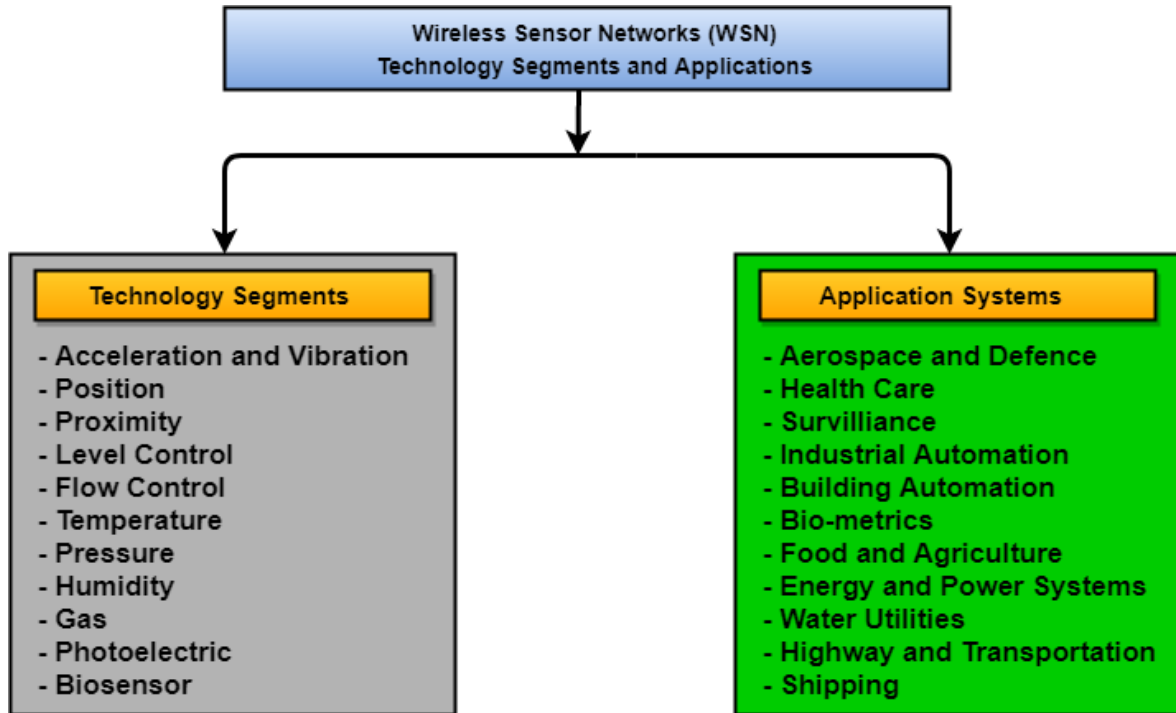 Wireless Sensor Networks (WSN)
Technology Segments and Applications
Technology Segments
- Acceleration and Vibration
- Position
- Proximity
- Level Control
- Flow Control
- Temperature
- Pressure
- Humidity
- Gas
- Photoelectric
- Biosensor
Application Systems
- Aerospace and Defence
- Health Care
- Survilliance
- Industrial Automation
- Building Automation
- Bio-metrics
- Food and Agriculture
- Energy and Power Systems
- Water Utilities
- Highway and Transportation
- Shipping